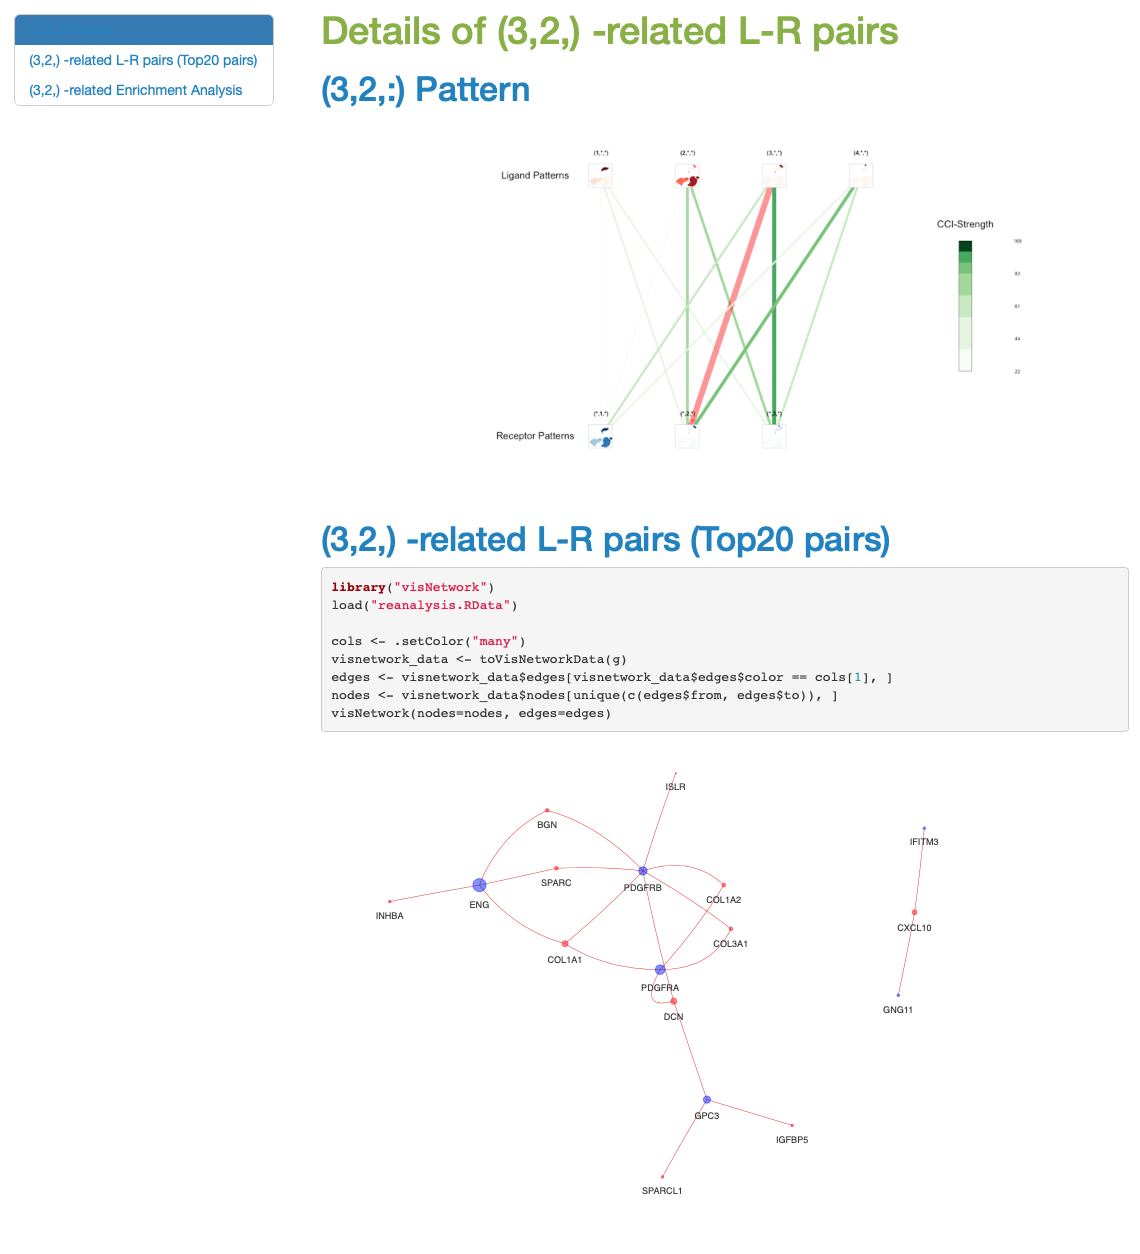 (3,2,) -related L-R pairs (Top20 pairs)
(3,2,) -related Enrichment Analysis
Details of (3,2,) -related L-R pairs
(3,2,:) Pattern
(1,*,*)
(2,*,*)
(3,*,*)
(4,*,*)
Ligand Patterns
CCI-Strength
169
83
61
44
22
(*,1,*)
(*,2,*)
(*,3,*)
Receptor Patterns
(3,2,) -related L-R pairs (Top20 pairs)
library("visNetwork")
load("reanalysis.RData")
cols <- .setColor("many")
visnetwork_data <- toVisNetworkData(g)
edges <- visnetwork_data$edges[visnetwork_data$edges$color == cols[1], ]
nodes <- visnetwork_data$nodes[unique(c(edges$from, edges$to)), ]
visNetwork(nodes=nodes, edges=edges)
ISLR
BGN
IFITM3
SPARC
PDGFRB
COL1A2
ENG
INHBA
CXCL10
COL3A1
COL1A1
PDGFRA
GNG11
DCN
GPC3
IGFBP5
SPARCL1